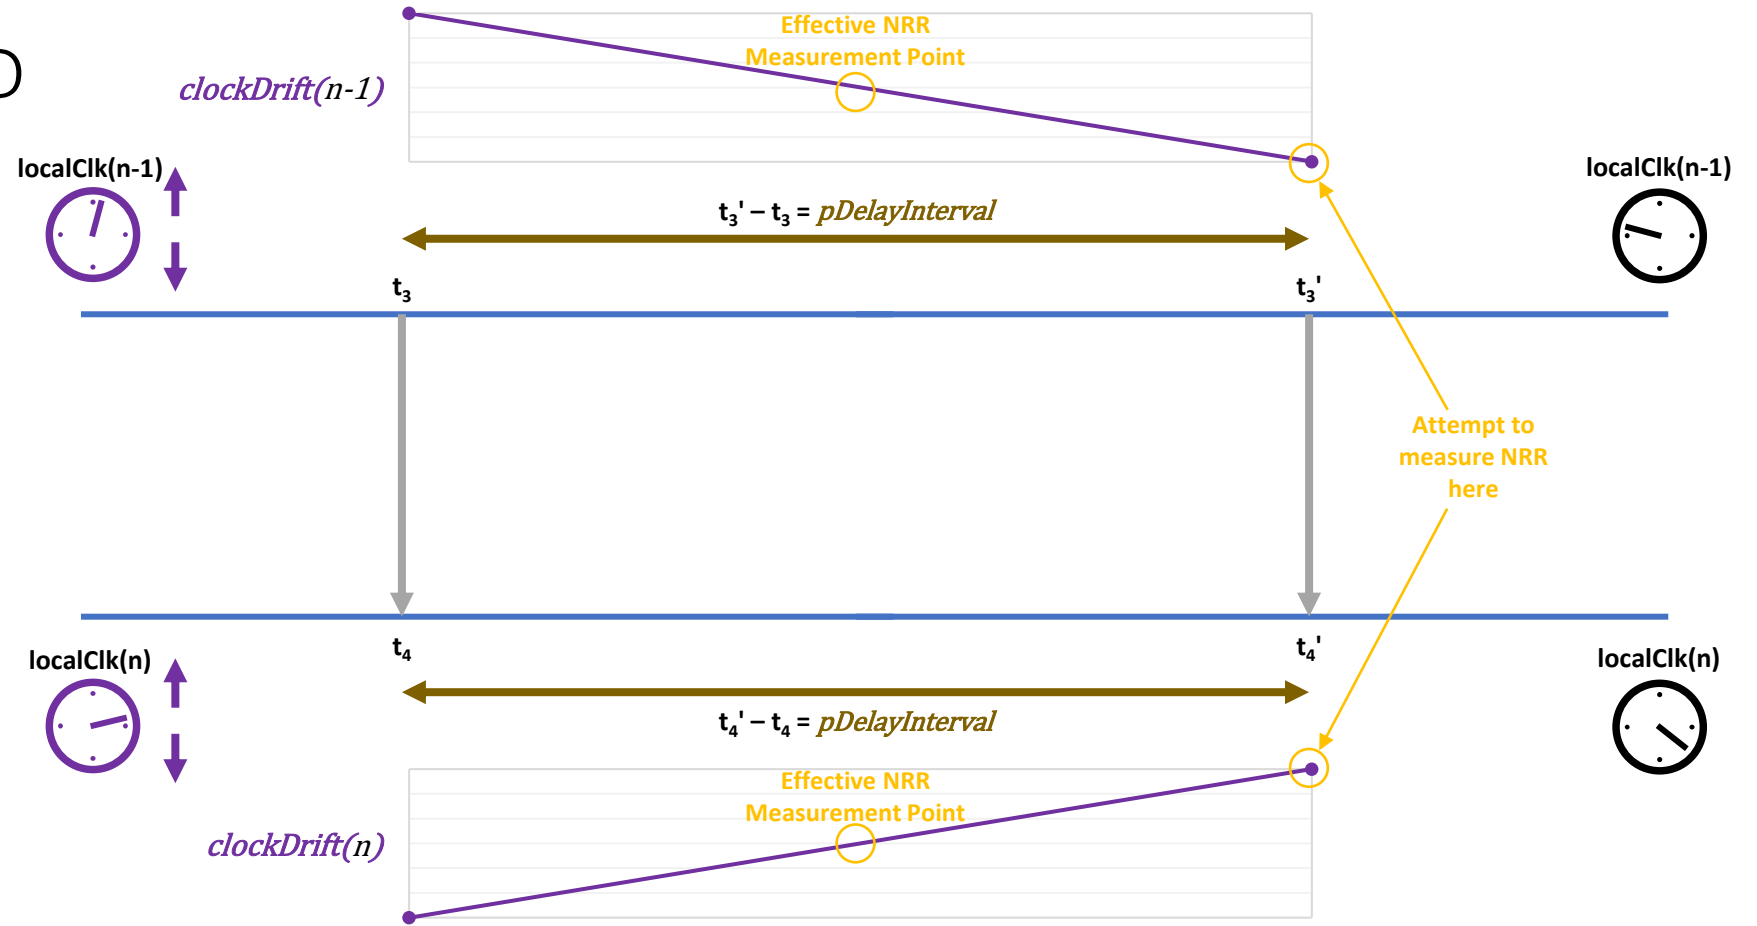 D
Effective NRR
Measurement Point
clockDrift(n-1)
localClk(n-1)
localClk(n-1)
t₃' – t₃ = pDelayInterval
t₃
t₃'
Attempt to
measure NRR
here
t₄
t₄'
localClk(n)
localClk(n)
t₄' – t₄ = pDelayInterval
Effective NRR
Measurement Point
clockDrift(n)